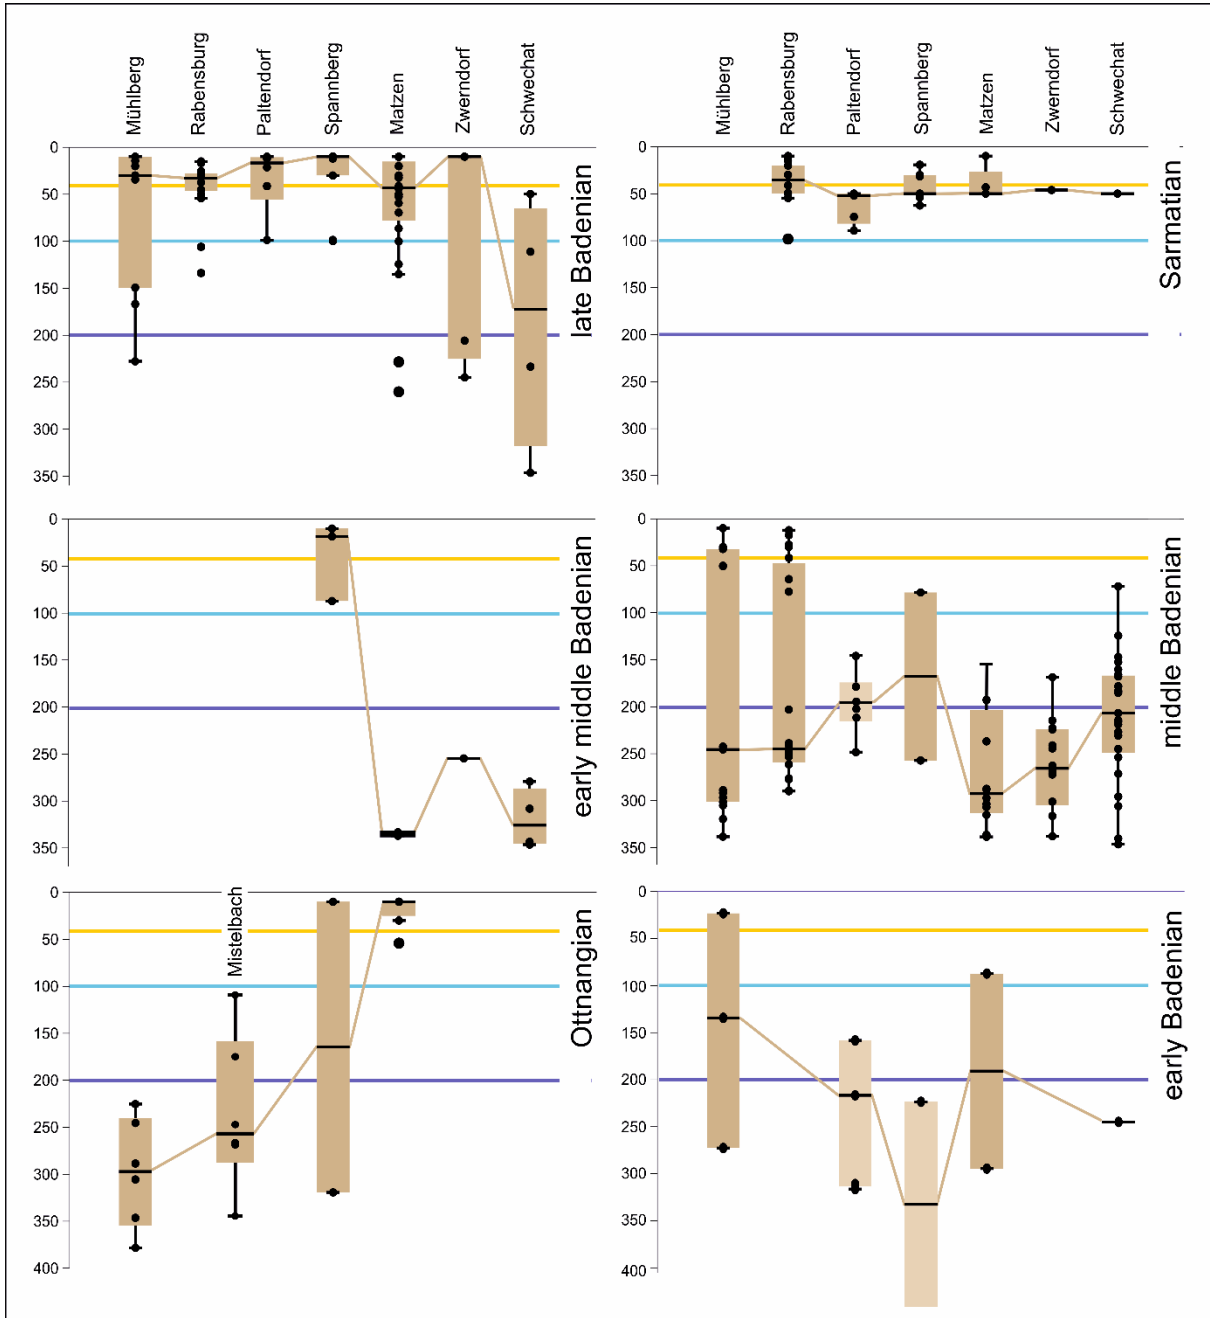 Mühlberg
Rabensburg
Paltendorf
Spannberg
Matzen
Zwerndorf
Schwechat
0
50
100
150
200
250
300
350
late Badenian
Mühlberg
Rabensburg
Paltendorf
Spannberg
Matzen
Zwerndorf
Schwechat
0
50
100
150
200
250
300
350
Sarmatian
0
50
100
150
200
250
300
350
early middle Badenian
0
50
100
150
200
250
300
350
middle Badenian
0
50
100
150
200
250
300
350
400
Mistelbach
Ottnangian
0
50
100
150
200
250
300
350
400
early Badenian